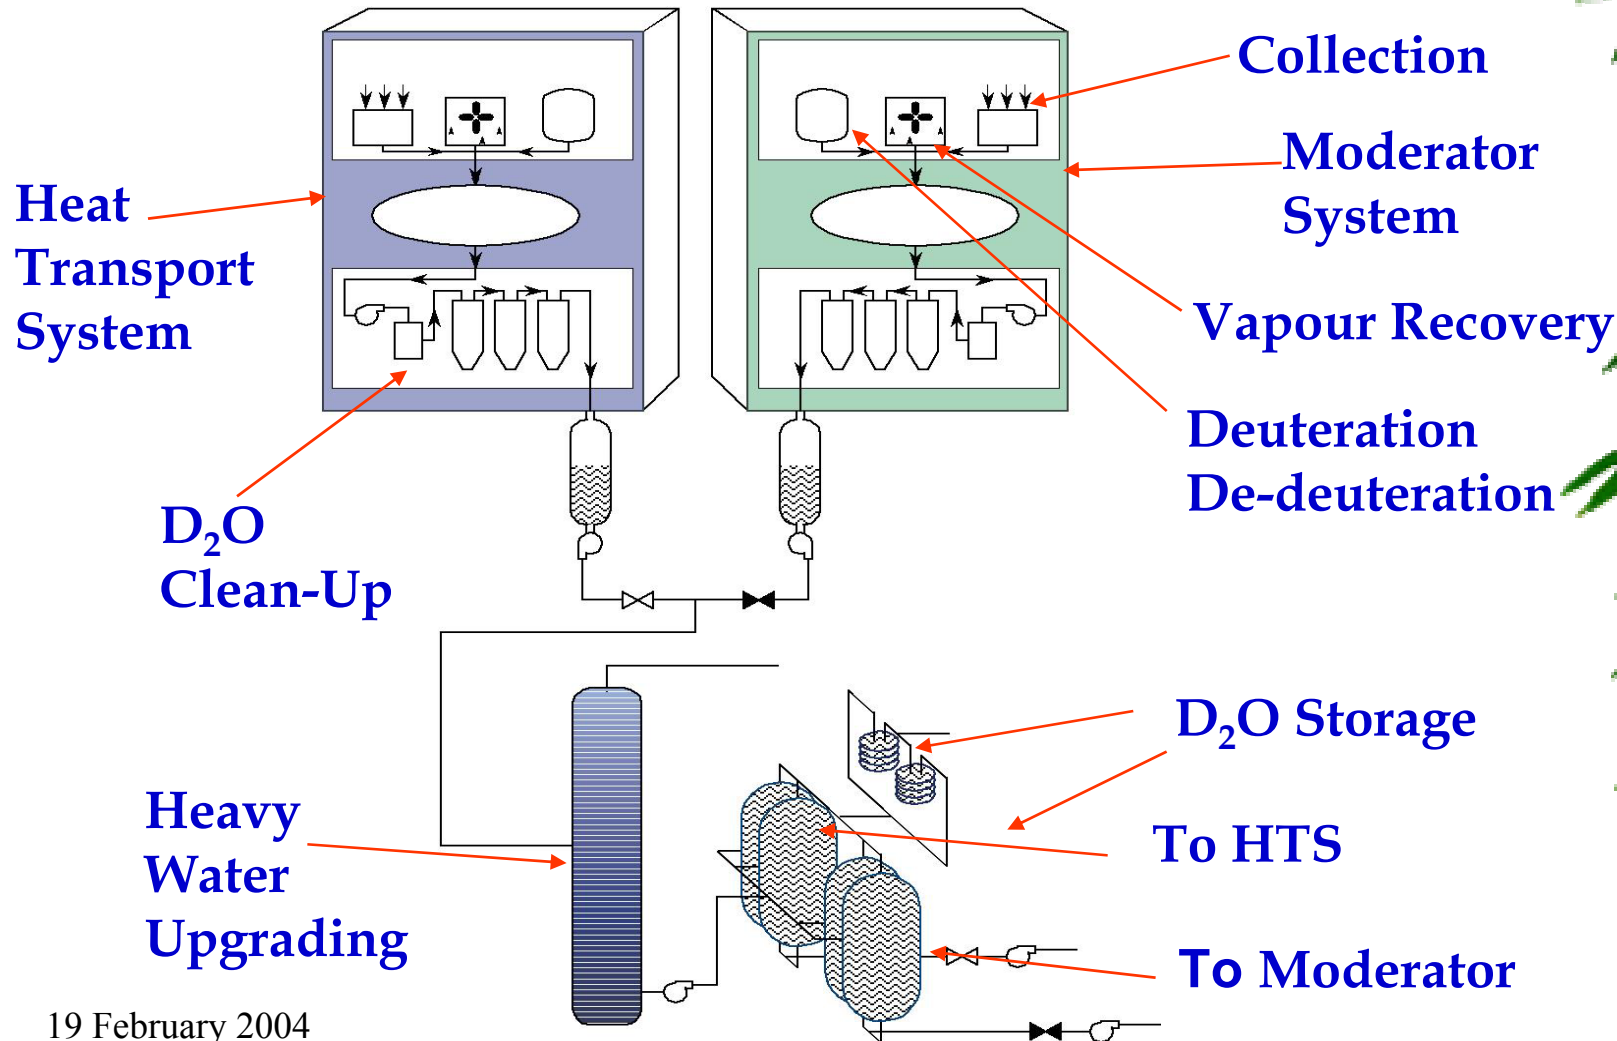 Collection
Moderator
System
Heat
Transport
System
Vapour Recovery
Deuteration
De-deuteration
D₂O
Clean-Up
D₂O Storage
Heavy
Water
Upgrading
To HTS
To Moderator
19 February 2004